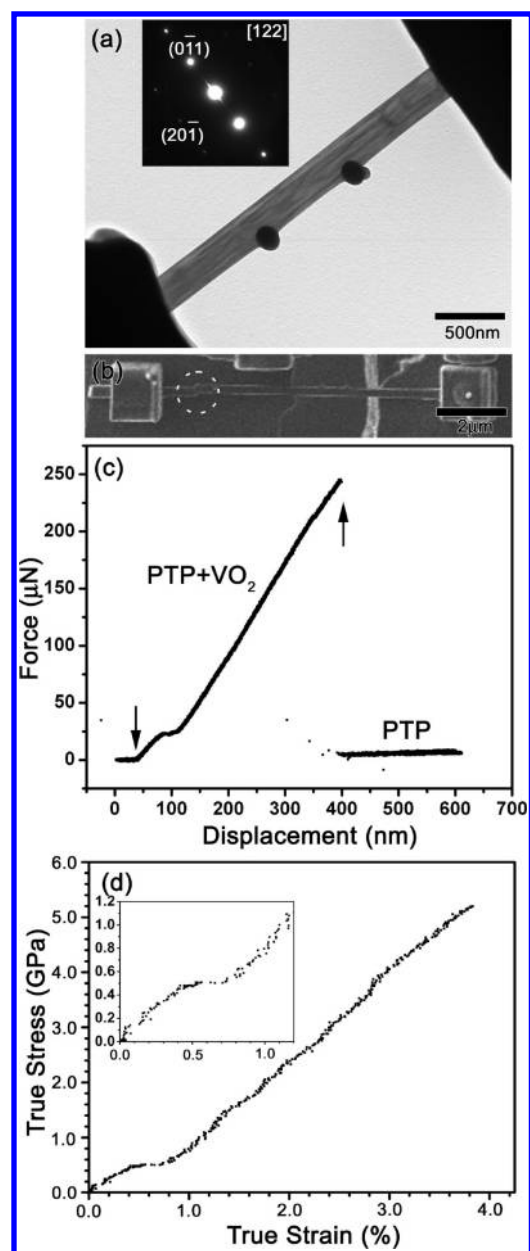 (a)
[122]
(01̄1)
(201̄)
500nm
(b)
2μm
(c)
250
200
150
100
50
0
Force (μN)
PTP+VO₂
PTP
0 100 200 300 400 500 600 700
Displacement (nm)
(d)
6.0
5.0
4.0
3.0
2.0
1.0
0.0
True Stress (GPa)
1.2
1.0
0.8
0.6
0.4
0.2
0.0
0.0 0.5 1.0
0.0 1.0 2.0 3.0 4.0
True Strain (%)